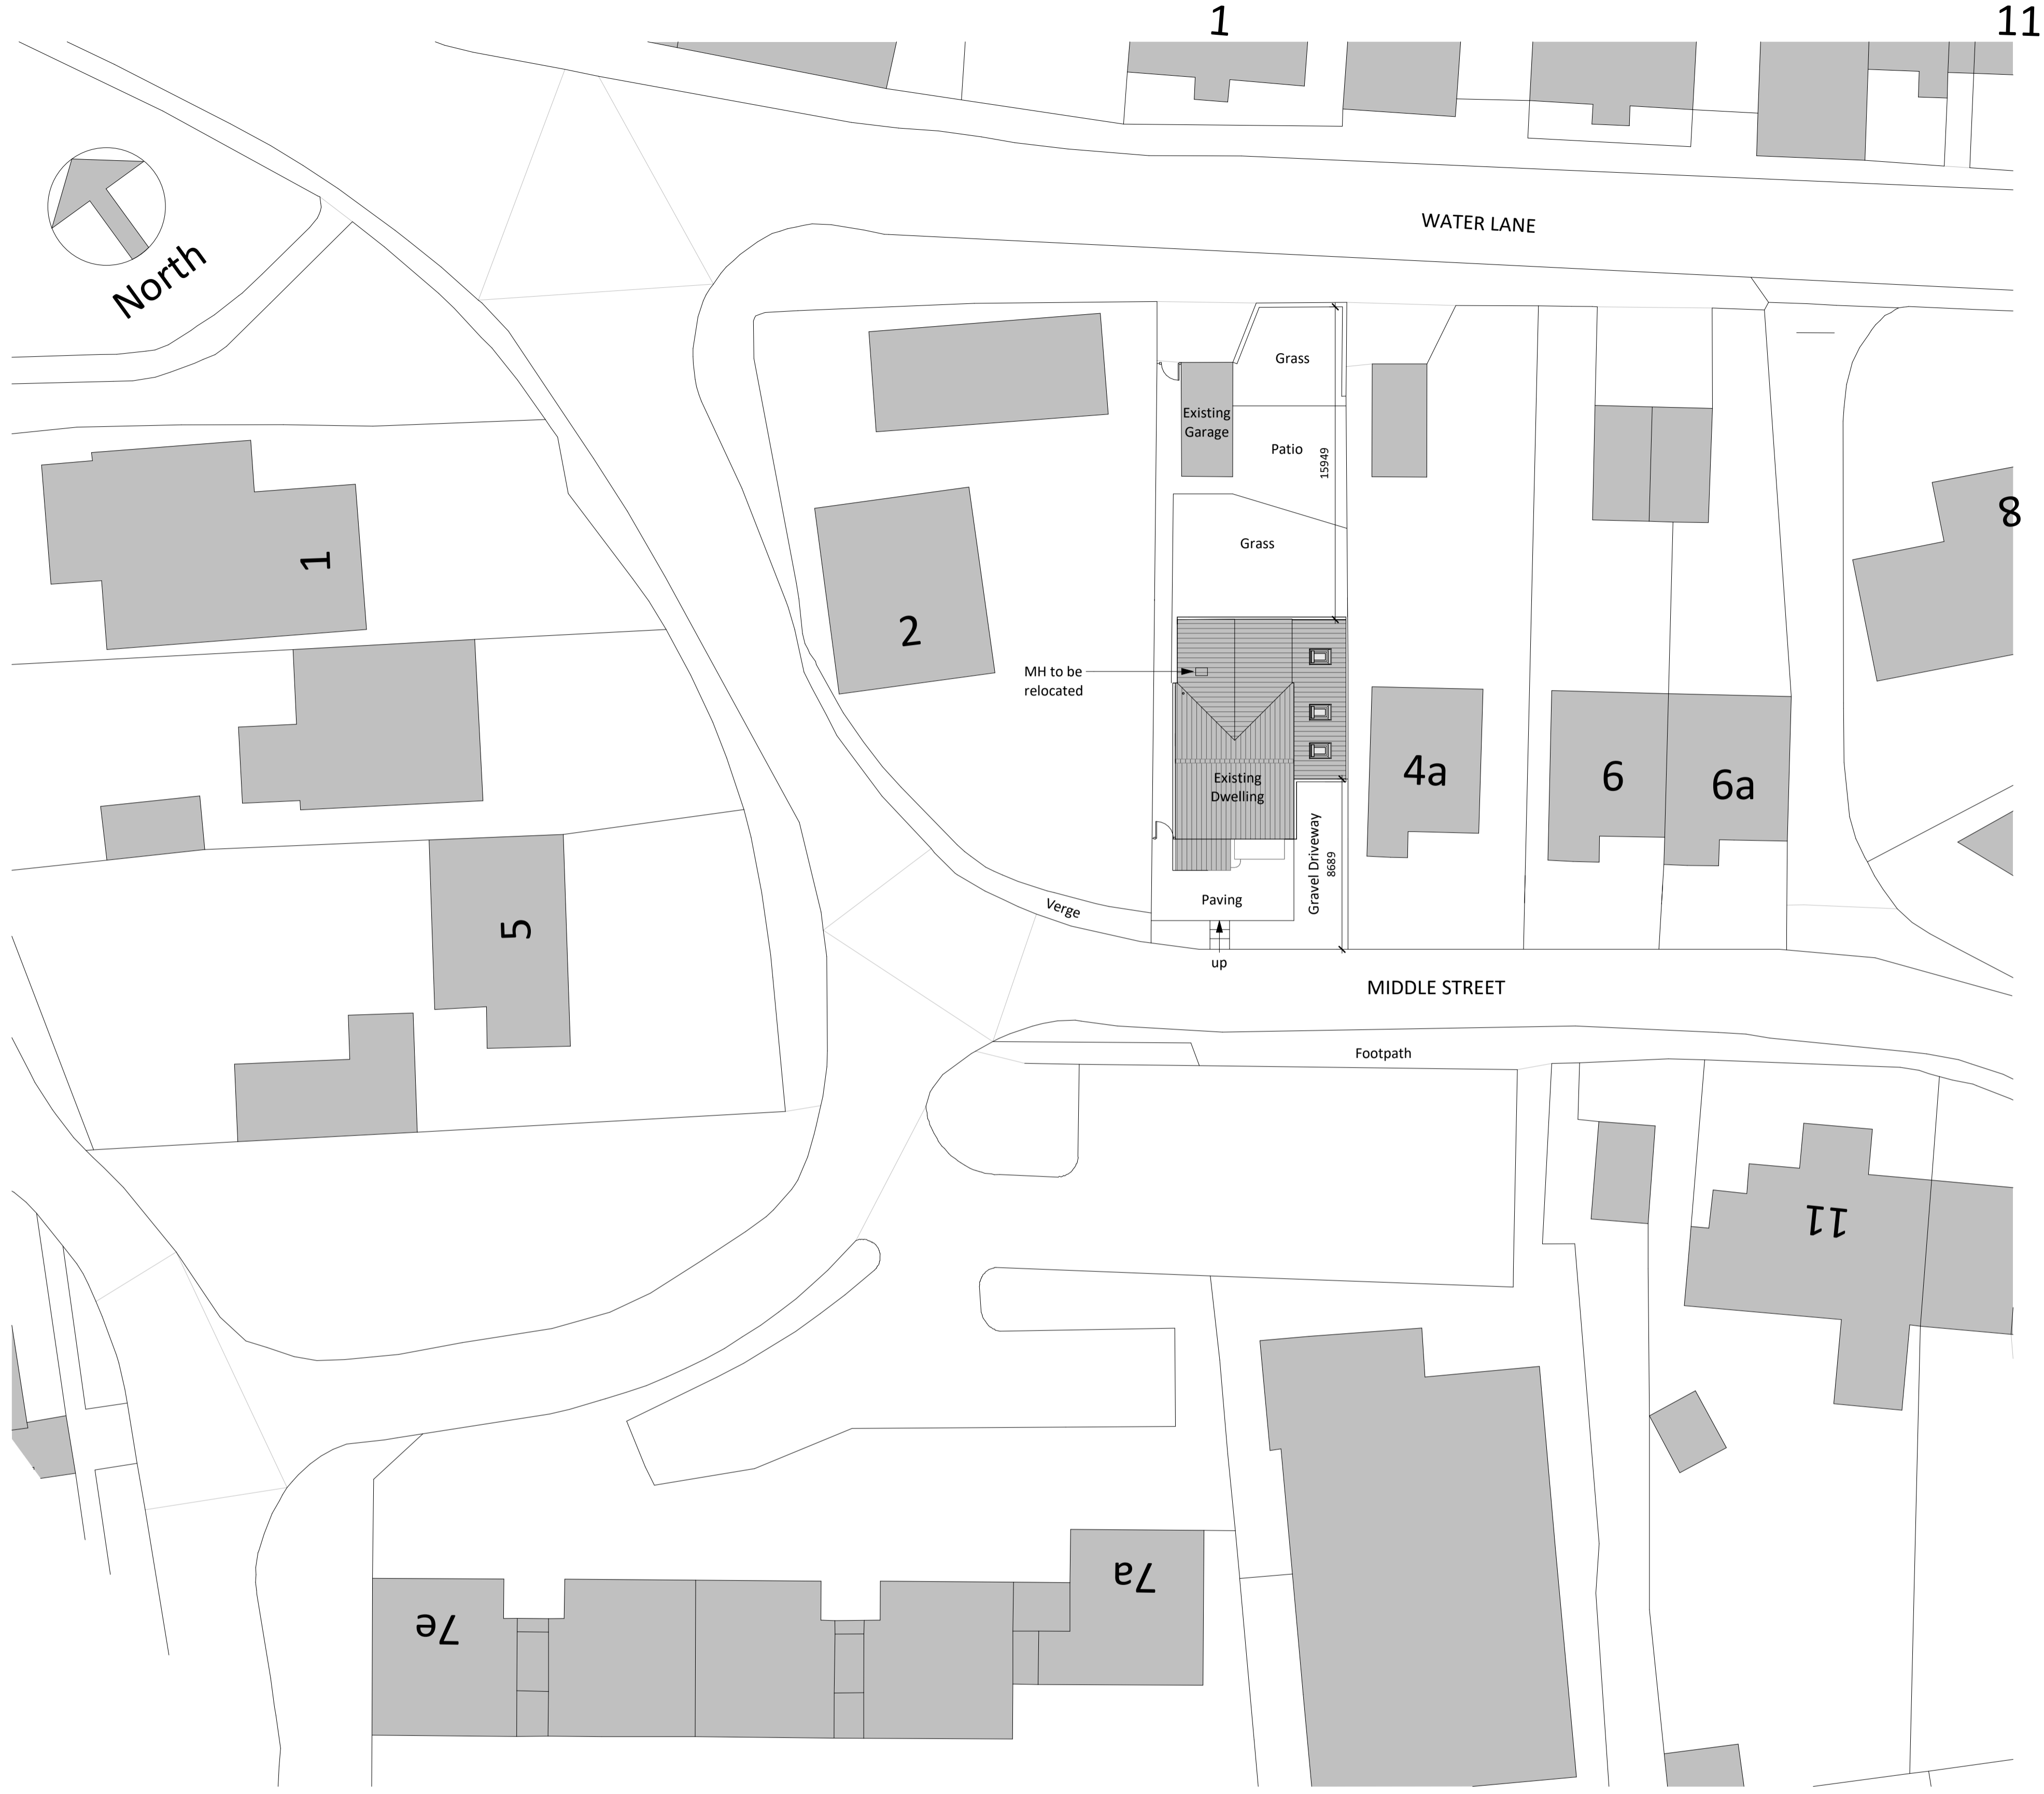 1
11
North
WATER LANE
Grass
Existing
Garage
Patio
15949
8
Grass
1
2
MH to be
relocated
4a
6
6a
Existing
Dwelling
Gravel Driveway
8689
Paving
Verge
5
up
MIDDLE STREET
Footpath
11
7a
7e